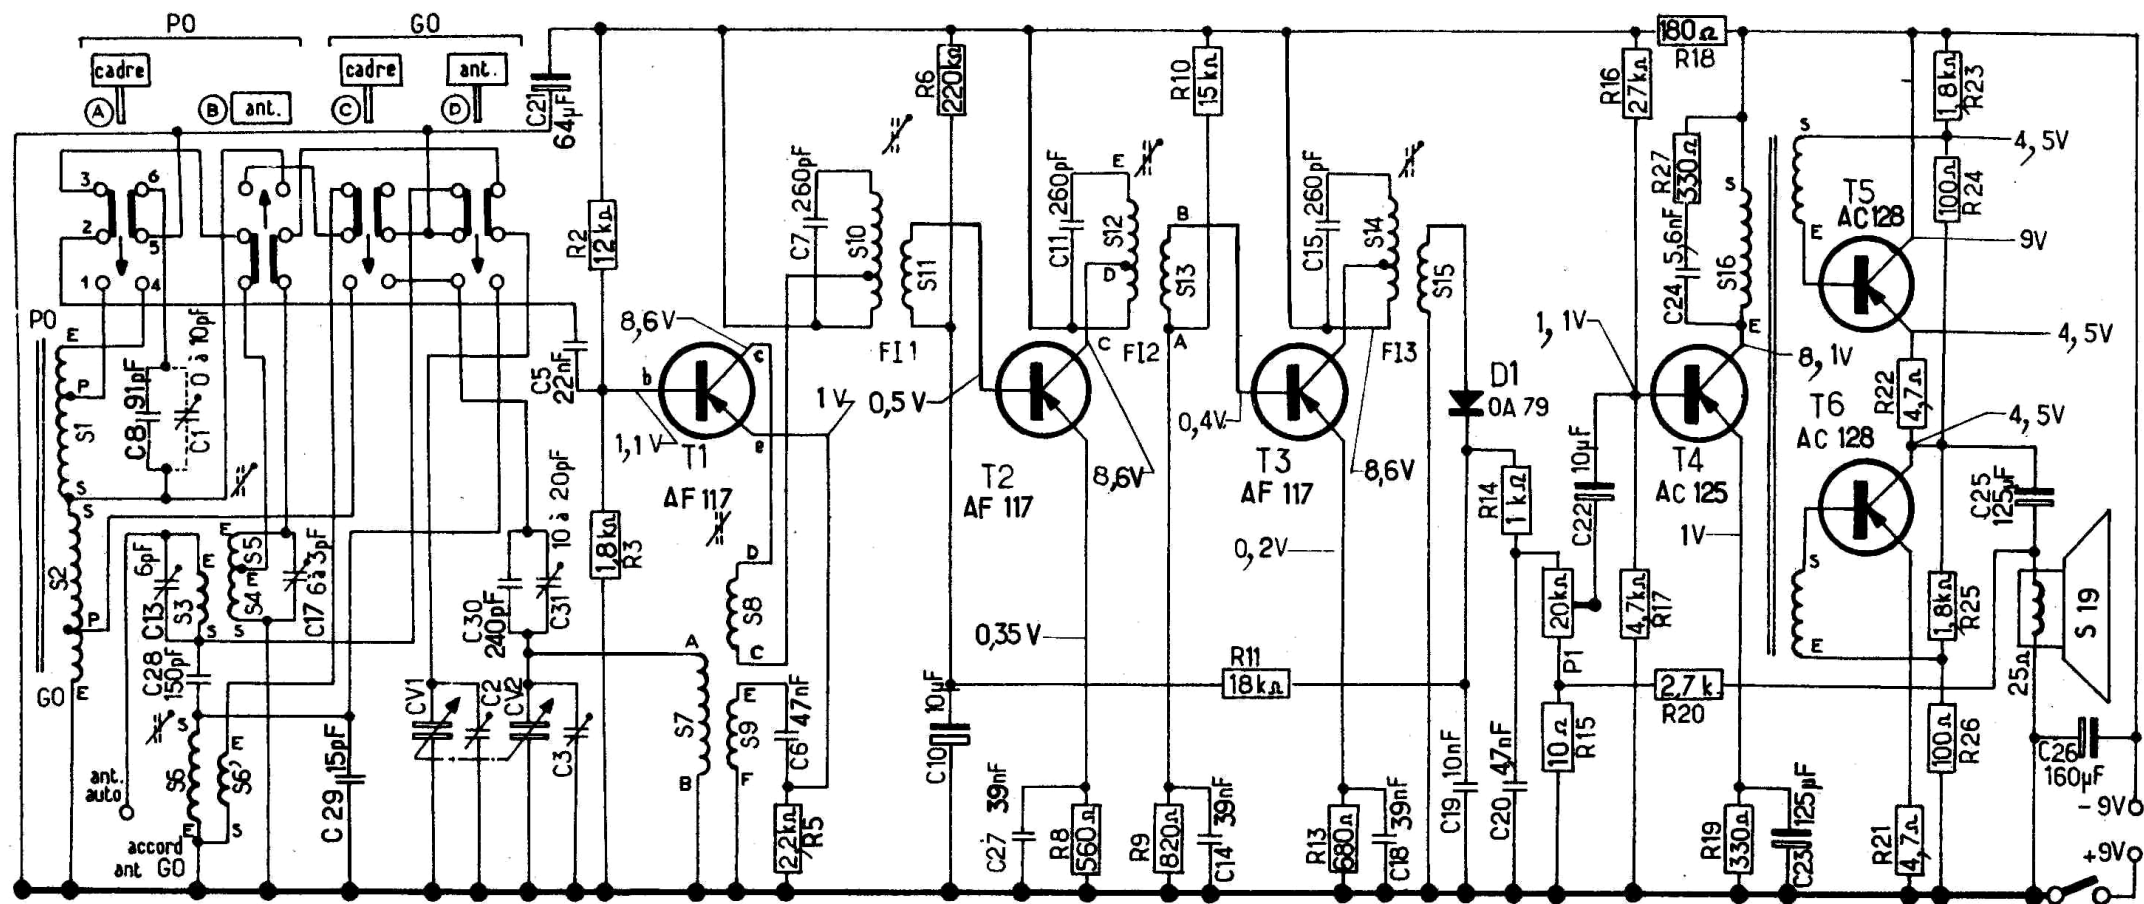 PO
GO
cadre
cadre
ant.
A
B
ant.
C
D
3
6
2
5
1
4
C21
64µF
R2
12kΩ
R6
220kΩ
R10
15kΩ
R16
27kΩ
180Ω
R18
1,8kΩ
R23
4,5V
100Ω
R24
9V
4,5V
4,5V
C7
260pF
S10
S11
FI1
C11
260pF
E
S12
D
C
FI2
B
S13
A
C15
260pF
S14
FI3
S15
R27
330Ω
C24
5,6nF
S
S16
E
S
E
T5
AC128
T6
AC 128
R22
4,7Ω
PO
E
P
S1
S
S
S2
P
GO
E
C8
91pF
C1
0 à 10pF
C5
22nF
8,6V
b
c
e
1,1V
T1
AF 117
1V
0,5V
T2
AF 117
8,6V
0,4V
T3
AF 117
8,6V
D1
OA 79
1,1V
8,1V
T4
AC 125
1V
6pF
C13
E
S3
S
E
S5
E
S4
S
C17
6 à 3pF
C28
150pF
S
S6
E
E
S6'
S
C29
15pF
ant.
auto
accord
ant GO
CV1
C2
CV2
C3
C30
240pF
C31
10 à 20pF
1,8kΩ
R3
D
S8
C
A
S7
B
E
S9
F
C6
47nF
2,2kΩ
R5
0,35V
0,2V
10µF
C10
R11
18kΩ
C27
39nF
R8
560Ω
R9
820Ω
C14
39nF
R13
680Ω
C18
39nF
C19
10nF
C20
47nF
R14
1kΩ
20kΩ
P1
10Ω
R15
C22
10µF
4,7kΩ
R17
2,7 k
R20
R19
330Ω
C23
125µF
S
E
R21
4,7Ω
1,8kΩ
R25
100Ω
R26
C25
125µF
25Ω
S 19
C26
160µF
-9V
+9V